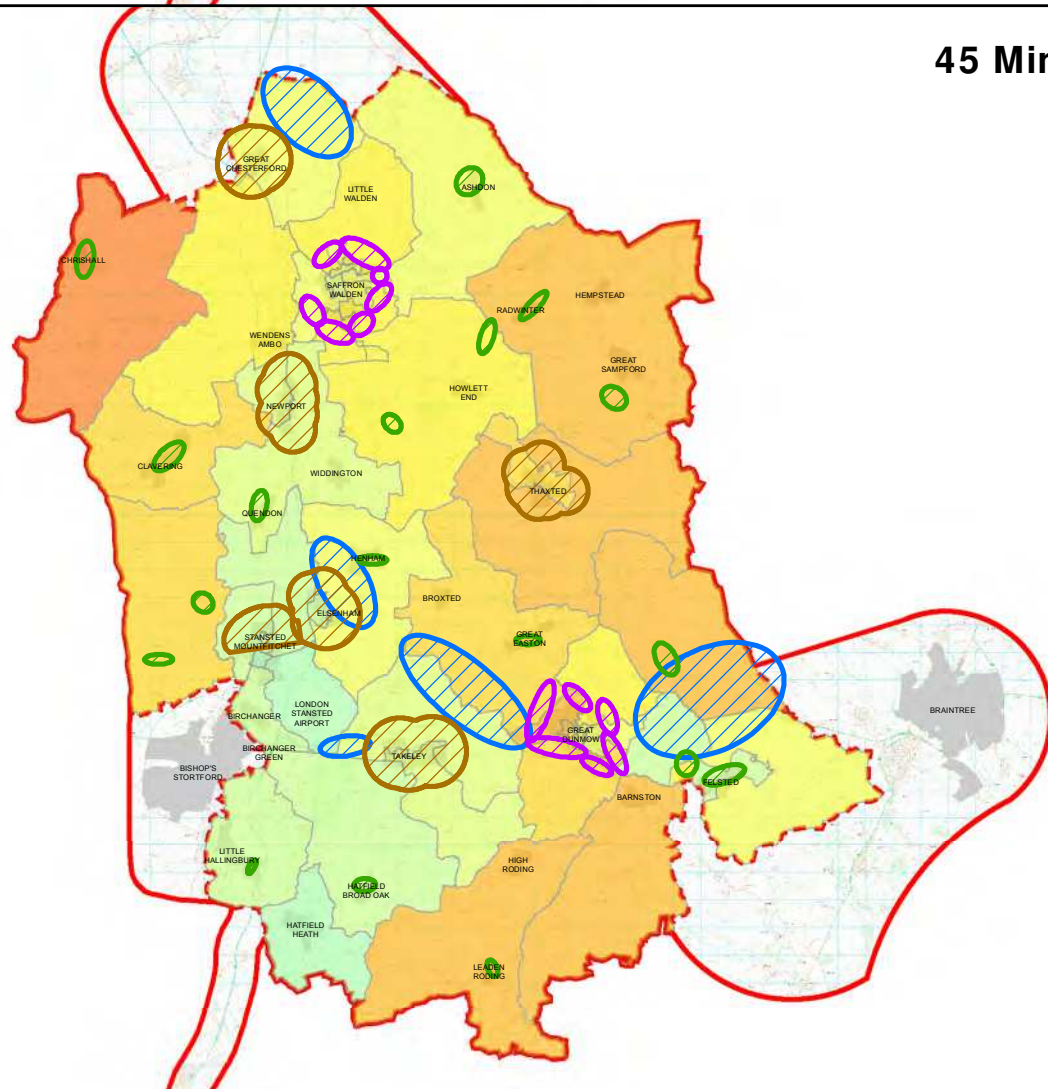 45 Min
GREAT
CHESTERFORD
LITTLE
WALDEN
ASHDON
CHRISHALL
SAFFRON
WALDEN
HEMPSTEAD
RADWINTER
WENDENS
AMBO
GREAT
SAMPFORD
HOWLETT
END
NEWPORT
CLAVERING
WIDDINGTON
THAXTED
QUENDON
HENHAM
BROXTED
ELSENHAM
GREAT
EASTON
STANSTED
MOUNTFITCHET
LONDON
STANSTED
AIRPORT
BIRCHANGER
BRAINTREE
GREAT
DUNMOW
BIRCHANGER
GREEN
TAKELEY
BISHOP'S
STORTFORD
FELSTED
BARNSTON
LITTLE
HALLINGBURY
HIGH
RODING
HATFIELD
BROAD OAK
HATFIELD
HEATH
LEADEN
RODING